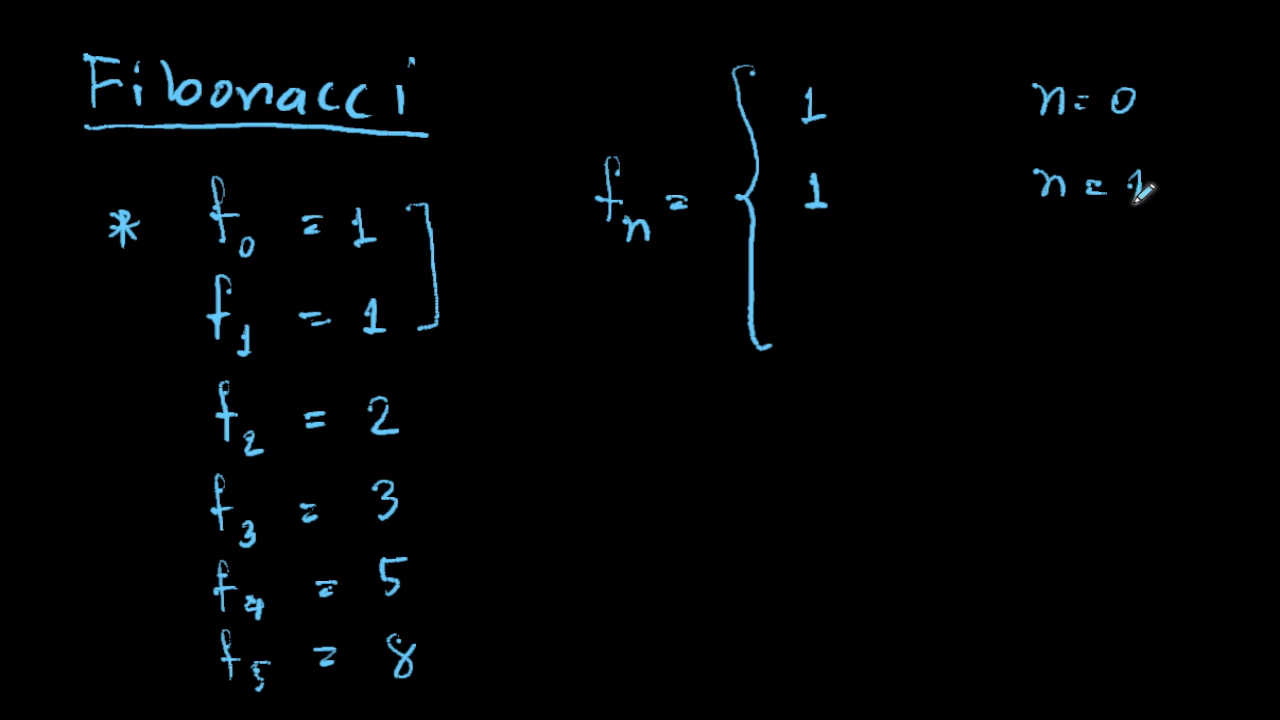 Fibonacci
* f₀ = 1
f₁ = 1
f₂ = 2
f₃ = 3
f₄ = 5
f₅ = 8
fₙ = {
1 n = 0
1 n = 1